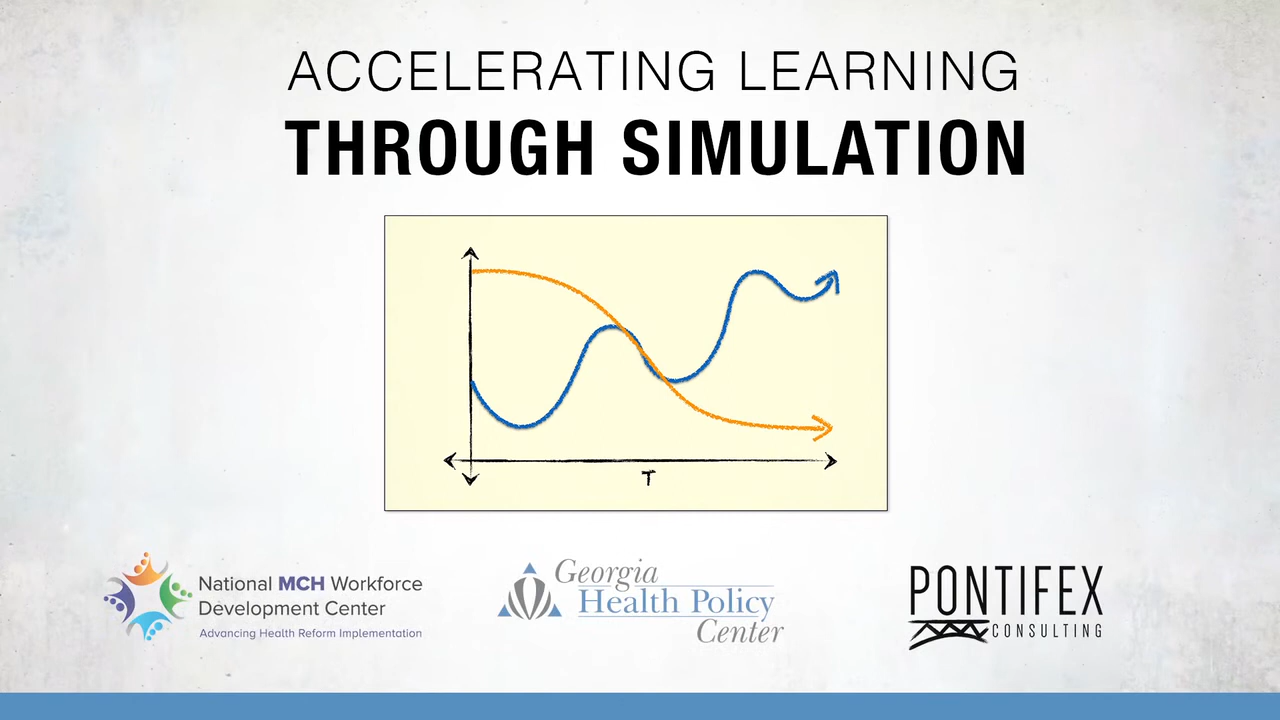 ACCELERATING LEARNING
THROUGH SIMULATION
T
National MCH Workforce
Development Center
Advancing Health Reform Implementation
Georgia
Health Policy
Center
PONTIFEX
CONSULTING